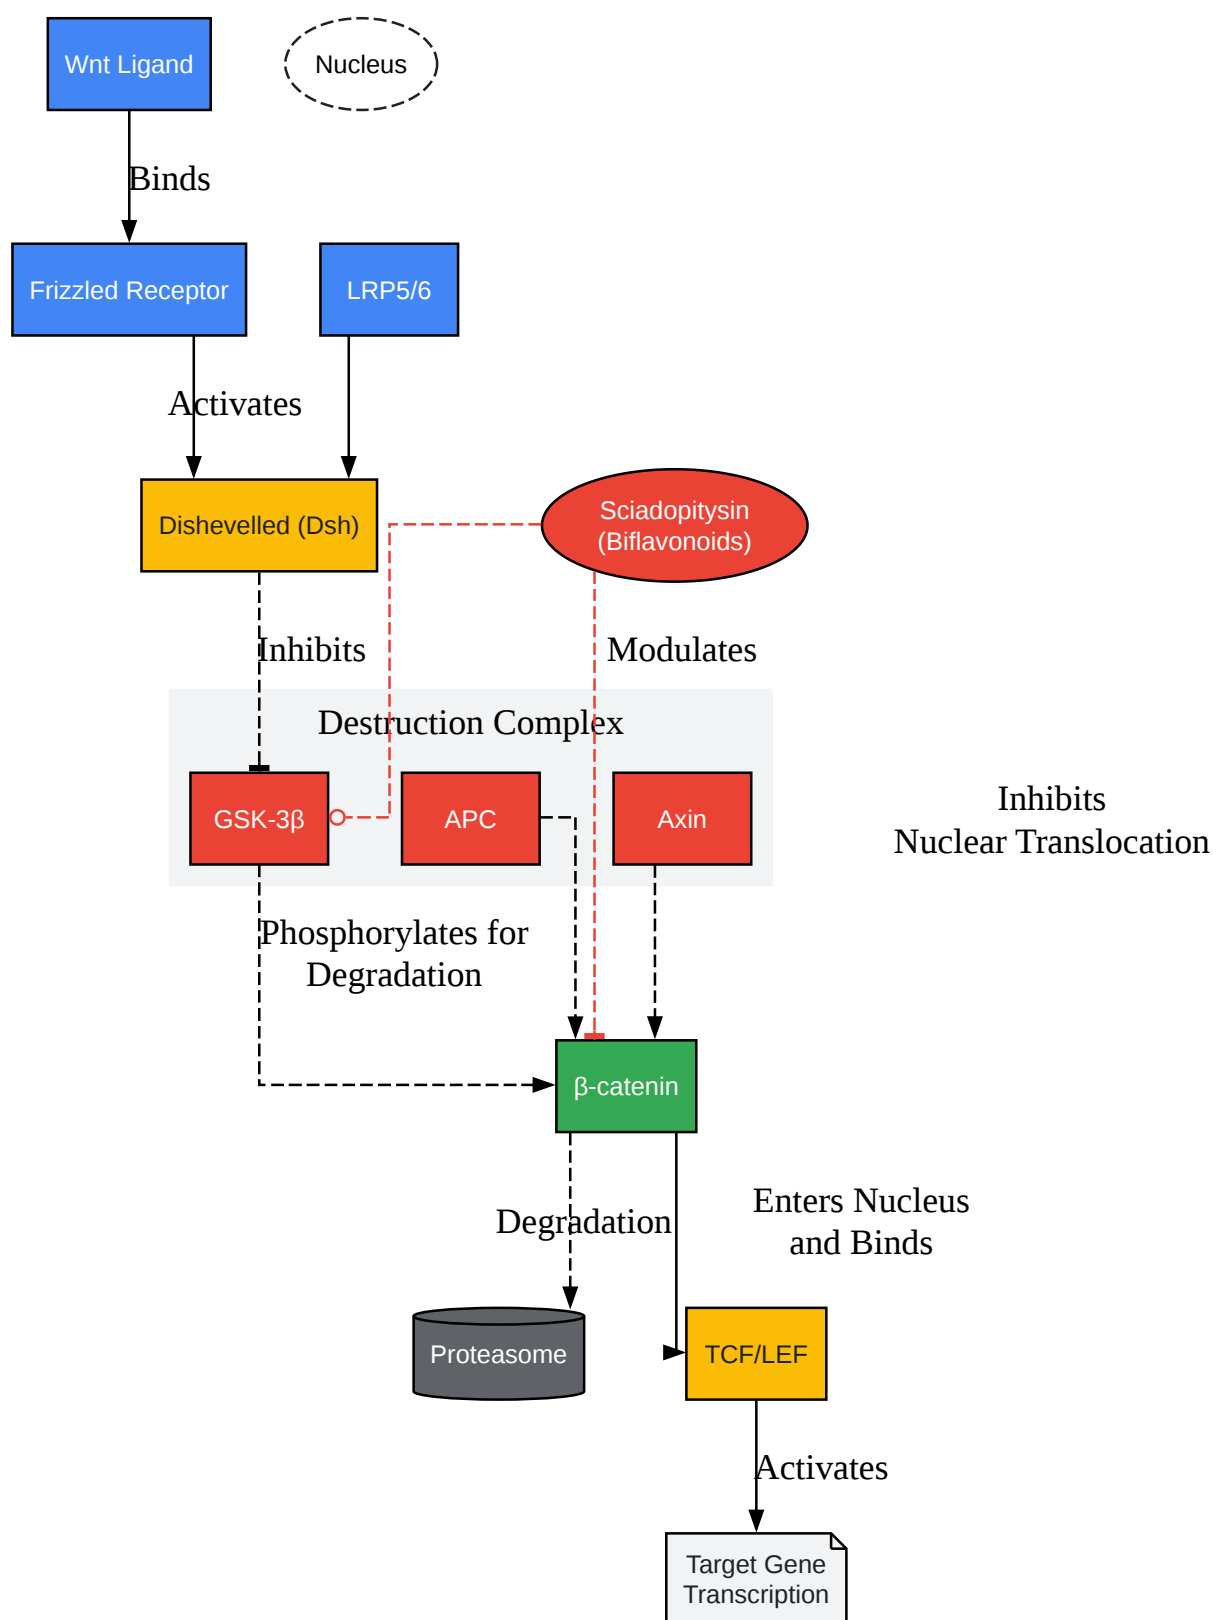 Wnt Ligand
Nucleus
Binds
Frizzled Receptor
LRP5/6
Activates
Dishevelled (Dsh)
Sciadopitysin
(Biflavonoids)
Inhibits
Modulates
Destruction Complex
GSK-3β
APC
Axin
Inhibits
Nuclear Translocation
Phosphorylates for
Degradation
β-catenin
Degradation
Enters Nucleus
and Binds
Proteasome
TCF/LEF
Activates
Target Gene
Transcription